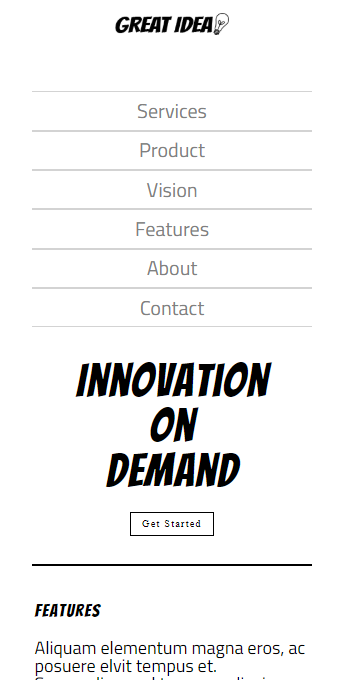 GREAT IDEA
Services
Product
Vision
Features
About
Contact
INNOVATION
ON
DEMAND
Get Started
FEATURES
Aliquam elementum magna eros, ac
posuere elvit tempus et.